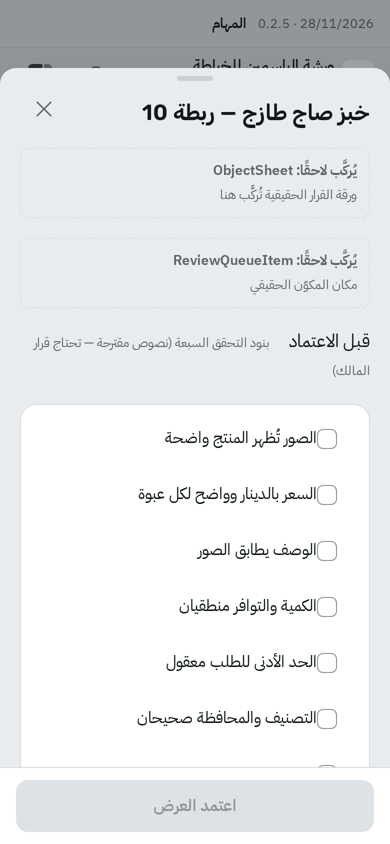 المهام 0.2.5 · 28/11/2026
ورشة الياسمين للخياطة
خبز صاج طازج — ربطة 10
يُركَّب لاحقًا: ObjectSheet
ورقة القرار الحقيقية تُركَّب هنا
يُركَّب لاحقًا: ReviewQueueItem
مكان المكوّن الحقيقي
قبل الاعتماد بنود التحقق السبعة (نصوص مقترحة — تحتاج قرار
المالك)
الصور تُظهر المنتج واضحة
السعر بالدينار وواضح لكل عبوة
الوصف يطابق الصور
الكمية والتوافر منطقيان
الحد الأدنى للطلب معقول
التصنيف والمحافظة صحيحان
اعتمد العرض